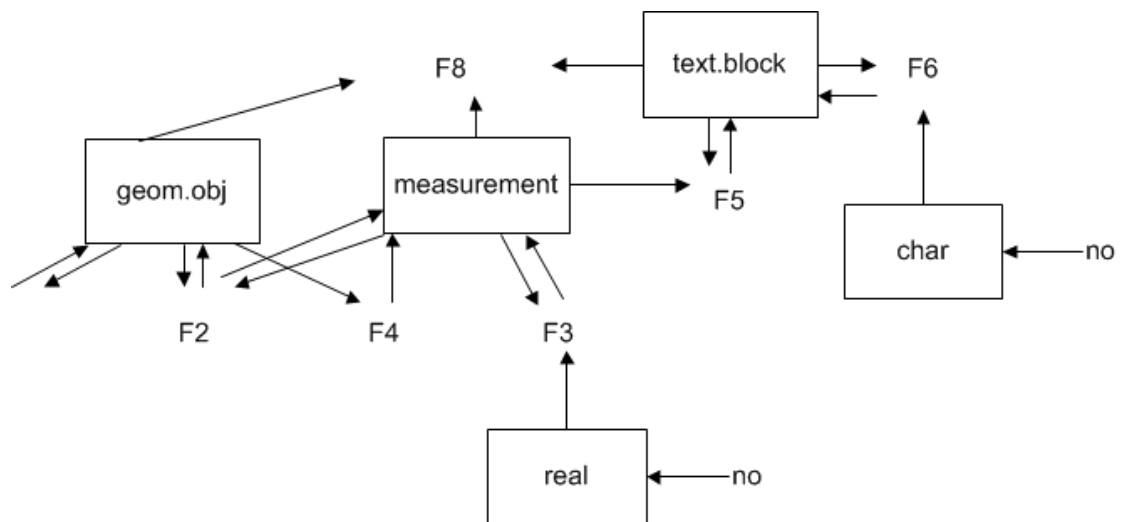 F8
text.block
F6
geom.obj
measurement
F5
char
no
F2
F4
F3
real
no